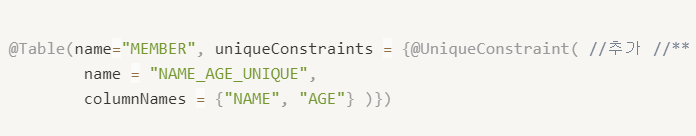 @Table(name="MEMBER", uniqueConstraints = {@UniqueConstraint( //추가 //**
name = "NAME_AGE_UNIQUE",
columnNames = {"NAME", "AGE"} )})